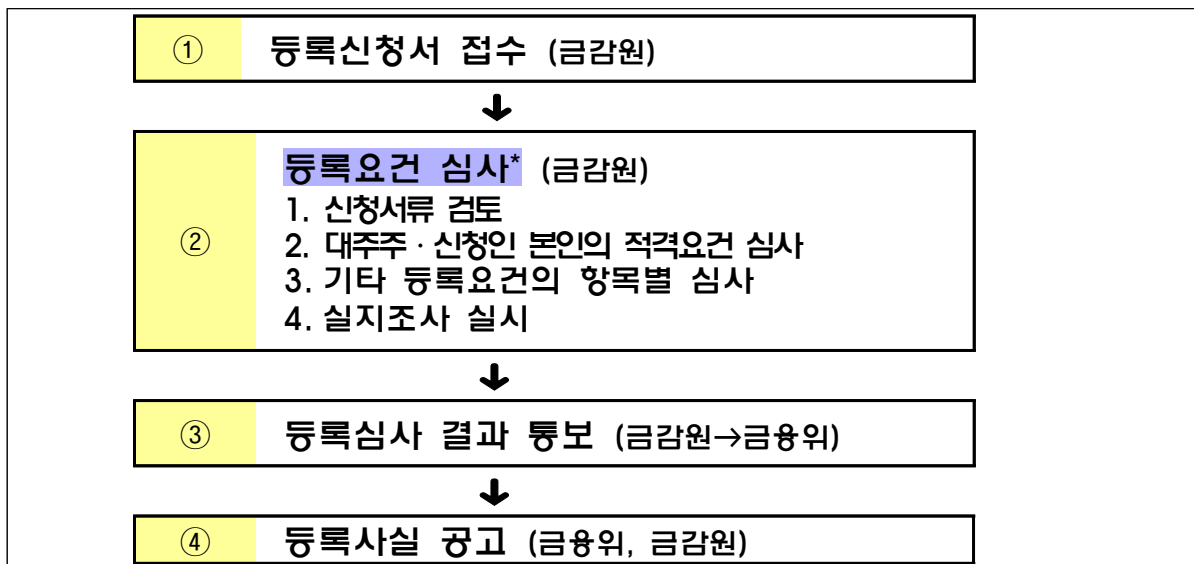 ① 등록신청서 접수 (금감원)
↓
등록요건 심사* (금감원)
1. 신청서류 검토
② 2. 대주주·신청인 본인의 적격요건 심사
3. 기타 등록요건의 항목별 심사
4. 실지조사 실시
↓
③ 등록심사 결과 통보 (금감원→금융위)
↓
④ 등록사실 공고 (금융위, 금감원)